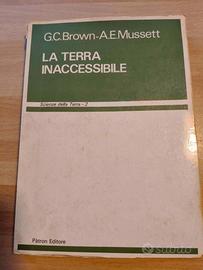 G.C.Brown-A.E.Mussett
LA TERRA
INACCESSIBILE
Scienze della Terra - 2
Pàtron Editore
subito